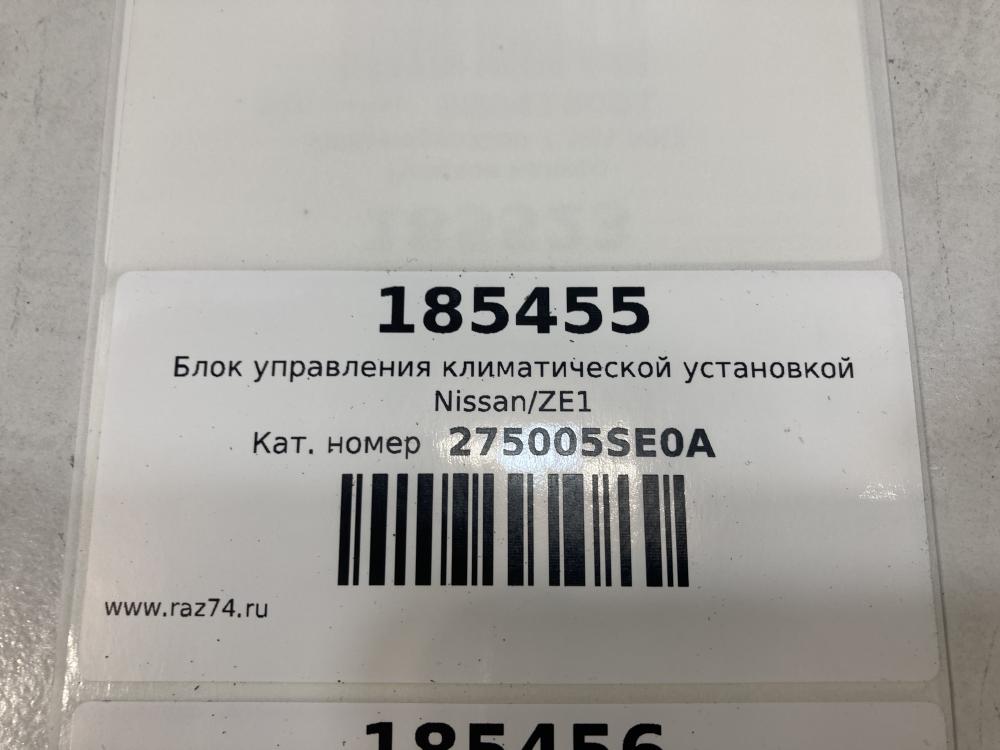 185455
Блок управления климатической установкой
Nissan/ZE1
Кат. номер 275005SE0A
www.raz74.ru
185456